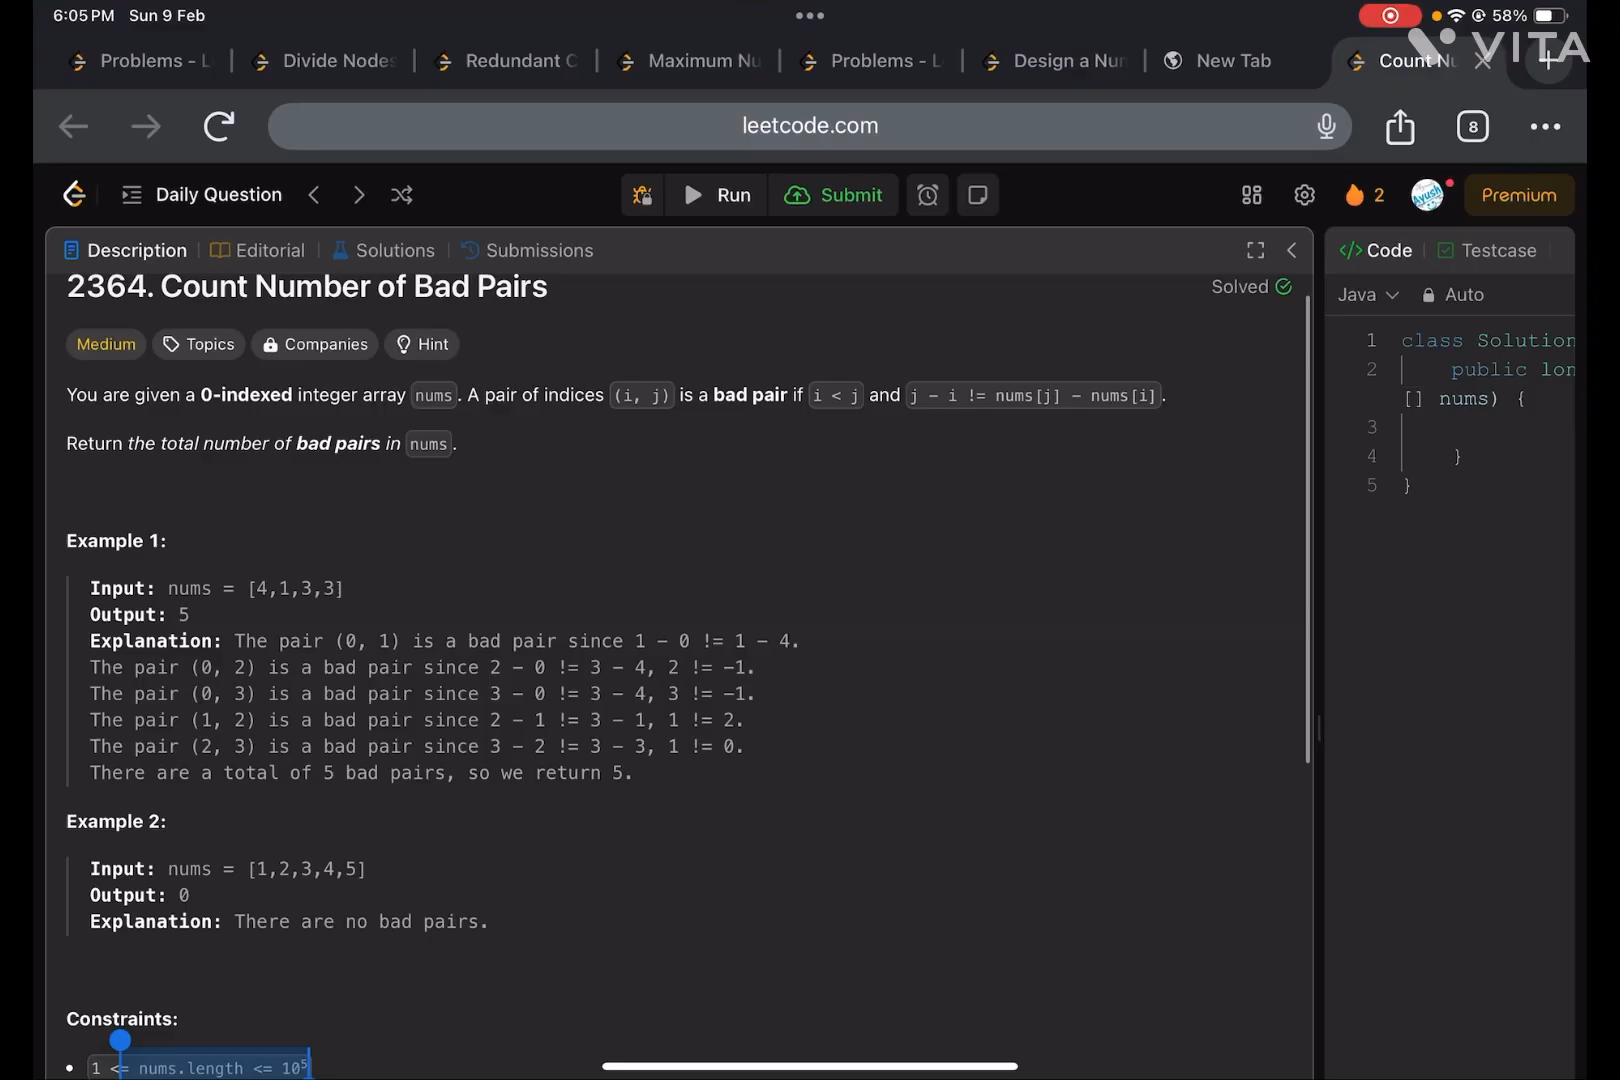 6:05 PM Sun 9 Feb
58%
VITA
Problems - L
Divide Nodes
Redundant C
Maximum Nu
Problems - L
Design a Nun
New Tab
Count Nu
leetcode.com
8
Daily Question
Run
Submit
2
Ayush
Premium
Description
Editorial
Solutions
Submissions
</> Code
Testcase
2364. Count Number of Bad Pairs
Solved
Java
Auto
Medium
Topics
Companies
Hint
You are given a 0-indexed integer array nums. A pair of indices (i, j) is a bad pair if i < j and j - i != nums[j] - nums[i].
Return the total number of bad pairs in nums.
Example 1:
Input: nums = [4,1,3,3]
Output: 5
Explanation: The pair (0, 1) is a bad pair since 1 - 0 != 1 - 4.
The pair (0, 2) is a bad pair since 2 - 0 != 3 - 4, 2 != -1.
The pair (0, 3) is a bad pair since 3 - 0 != 3 - 4, 3 != -1.
The pair (1, 2) is a bad pair since 2 - 1 != 3 - 1, 1 != 2.
The pair (2, 3) is a bad pair since 3 - 2 != 3 - 3, 1 != 0.
There are a total of 5 bad pairs, so we return 5.
Example 2:
Input: nums = [1,2,3,4,5]
Output: 0
Explanation: There are no bad pairs.
Constraints:
• 1 <= nums.length <= 10⁵
1 class Solution
2 public lon
[] nums) {
3
4 }
5 }